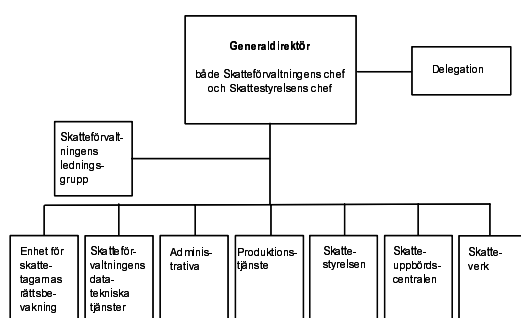 Generaldirektör
både Skatteförvaltningens chef
och Skattestyrelsens chef
Delegation
Skatteförvalt-
ningens
lednings-
grupp
Enhet för
skatte-
tagarnas
rättsbe-
vakning
Skatteför-
valtningens
data-
tekniska
tjänster
Adminis-
trativa
Produktions-
tjänste
Skatte-
styrelsen
Skatte-
uppbörds-
centralen
Skatte-
verk